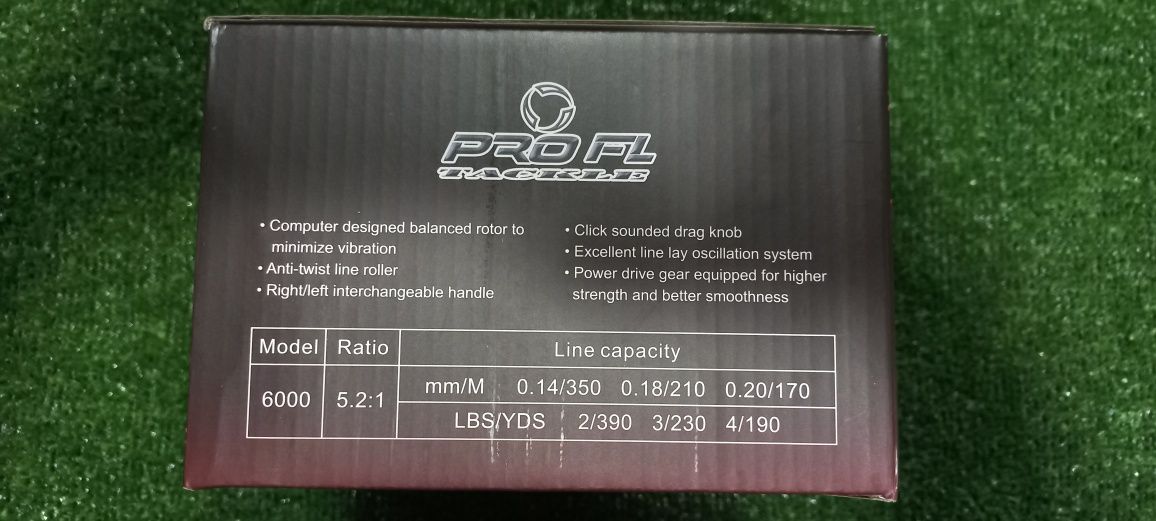 PRO FL
TACKLE
• Computer designed balanced rotor to
minimize vibration
• Anti-twist line roller
• Right/left interchangeable handle
• Click sounded drag knob
• Excellent line lay oscillation system
• Power drive gear equipped for higher
strength and better smoothness
Model Ratio Line capacity
6000 5.2:1
mm/M 0.14/350 0.18/210 0.20/170
LBS/YDS 2/390 3/230 4/190